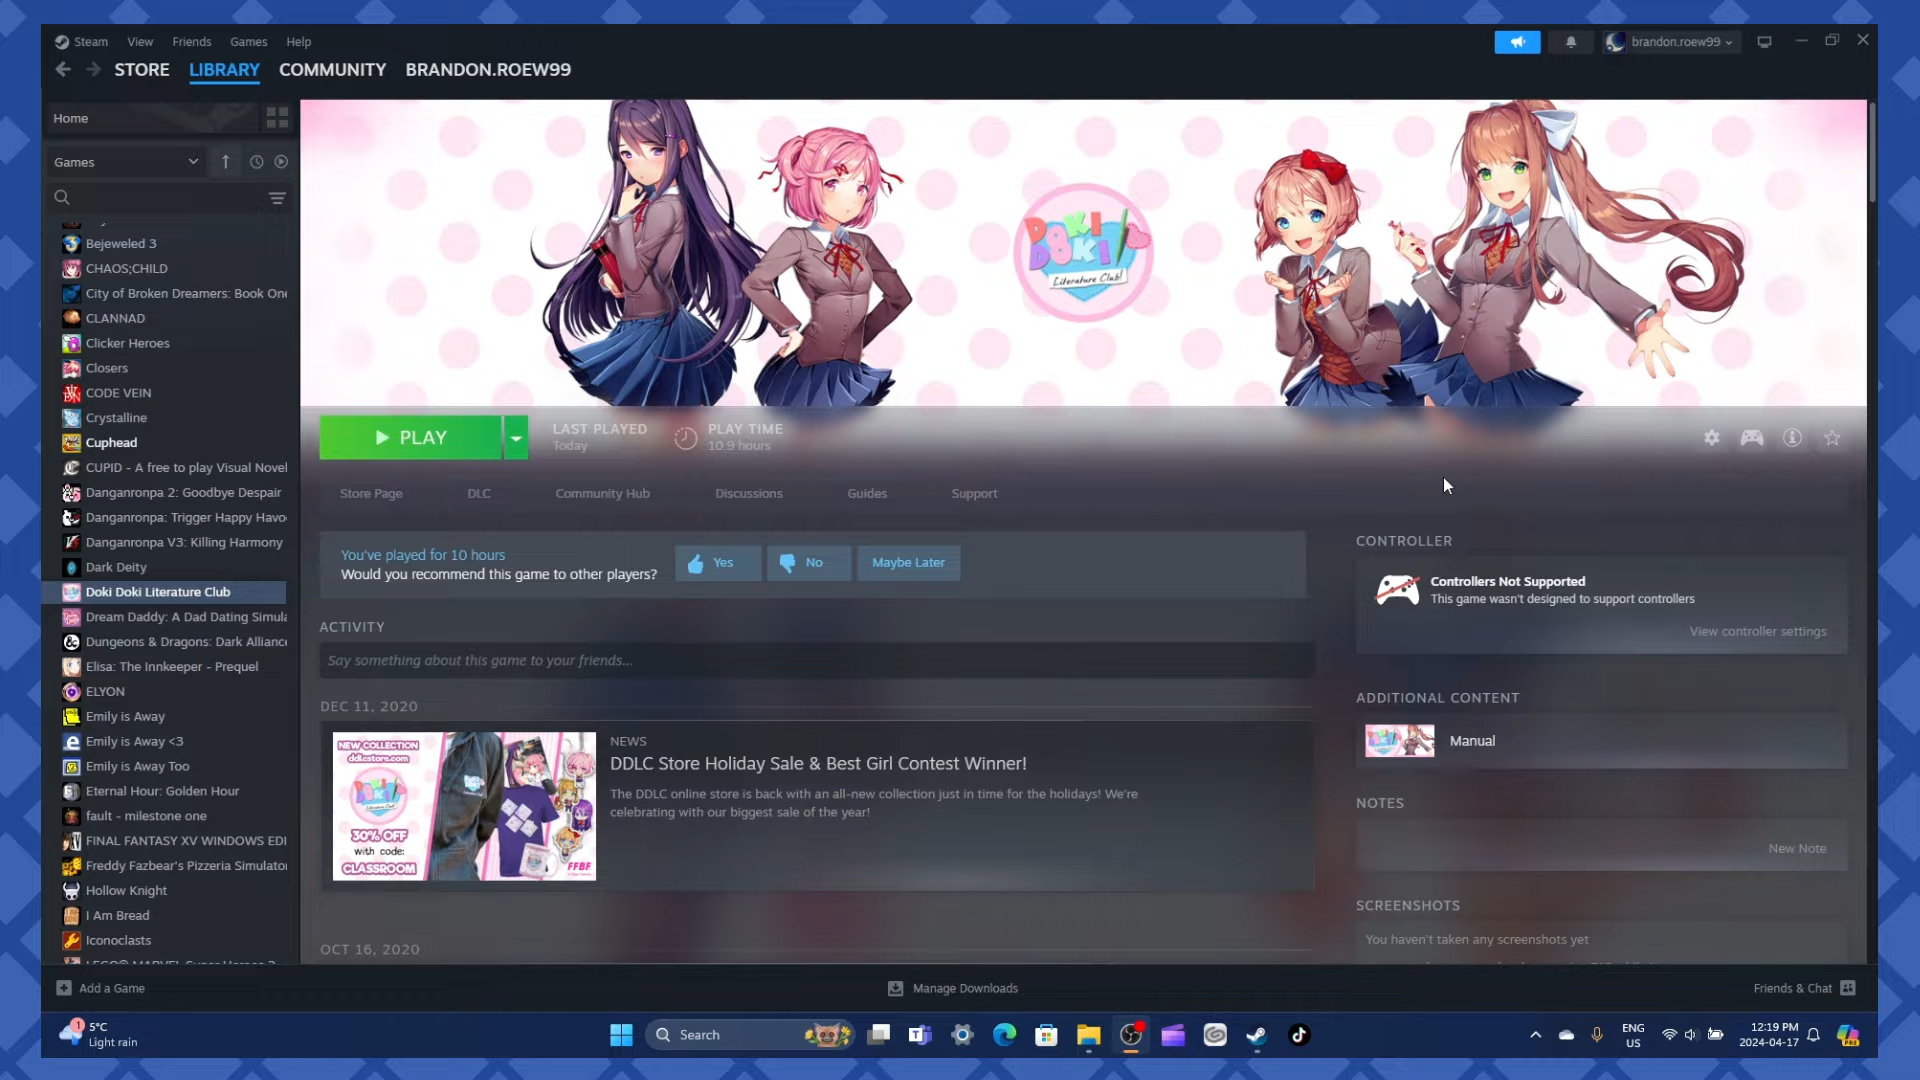 Steam View Friends Games Help
brandon.roew99
STORE LIBRARY COMMUNITY BRANDON.ROEW99
Home
Games
Bejeweled 3
CHAOS;CHILD
City of Broken Dreamers: Book One
CLANNAD
Clicker Heroes
Closers
CODE VEIN
Crystalline
Cuphead
CUPID - A free to play Visual Novel
Danganronpa 2: Goodbye Despair
Danganronpa: Trigger Happy Havo
Danganronpa V3: Killing Harmony
Dark Deity
Doki Doki Literature Club
Dream Daddy: A Dad Dating Simula
Dungeons & Dragons: Dark Alliance
Elisa: The Innkeeper - Prequel
ELYON
Emily is Away
Emily is Away <3
Emily is Away Too
Eternal Hour: Golden Hour
fault - milestone one
FINAL FANTASY XV WINDOWS EDI
Freddy Fazbear's Pizzeria Simulator
Hollow Knight
I Am Bread
Iconoclasts
DOKI
DOKI
Literature Club!
PLAY
LAST PLAYED
Today
PLAY TIME
10.9 hours
Store Page DLC Community Hub Discussions Guides Support
You've played for 10 hours
Would you recommend this game to other players?
Yes
No
Maybe Later
ACTIVITY
Say something about this game to your friends...
DEC 11, 2020
NEW COLLECTION
ddlcstore.com
30% OFF
with code:
CLASSROOM
FFBF
NEWS
DDLC Store Holiday Sale & Best Girl Contest Winner!
The DDLC online store is back with an all-new collection just in time for the holidays! We're
celebrating with our biggest sale of the year!
OCT 16, 2020
CONTROLLER
Controllers Not Supported
This game wasn't designed to support controllers
View controller settings
ADDITIONAL CONTENT
Manual
NOTES
New Note
SCREENSHOTS
You haven't taken any screenshots yet
Add a Game
Manage Downloads
Friends & Chat
1
5°C
Light rain
Search
ENG
US
12:19 PM
2024-04-17